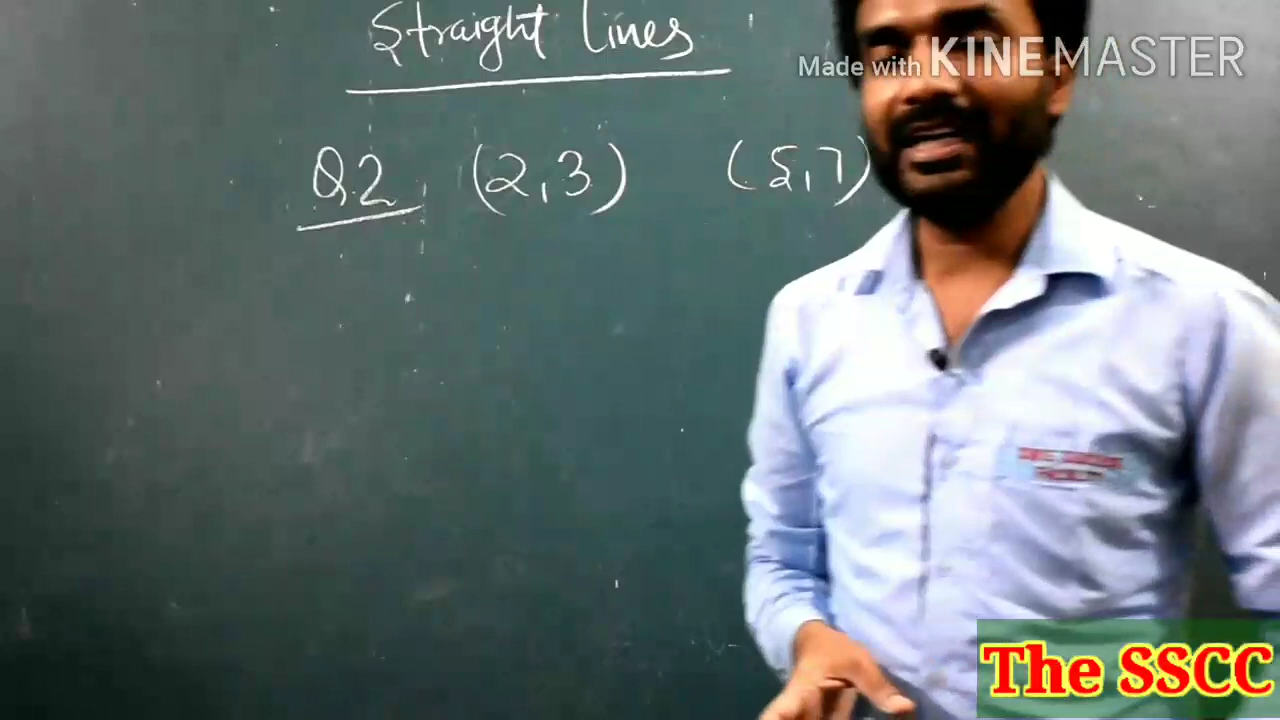 Straight lines
Made with KINEMASTER
Q2 (2,3) (5,7)
The SSCC